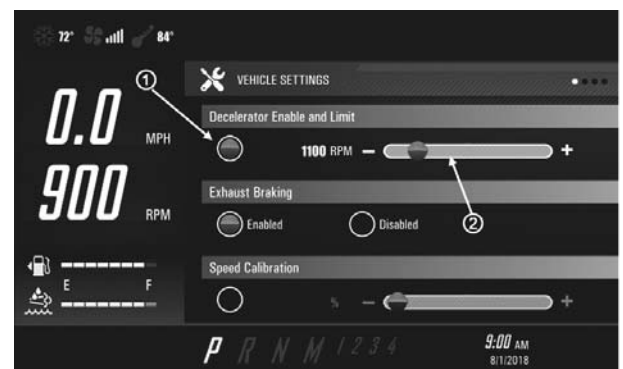 72° 84°
① VEHICLE SETTINGS
0.0 MPH
Decelerator Enable and Limit
1100 RPM − +
900 RPM
Exhaust Braking
Enabled Disabled ②
E F
Speed Calibration
% − +
P R N M 1 2 3 4
9:00 AM
8/1/2018